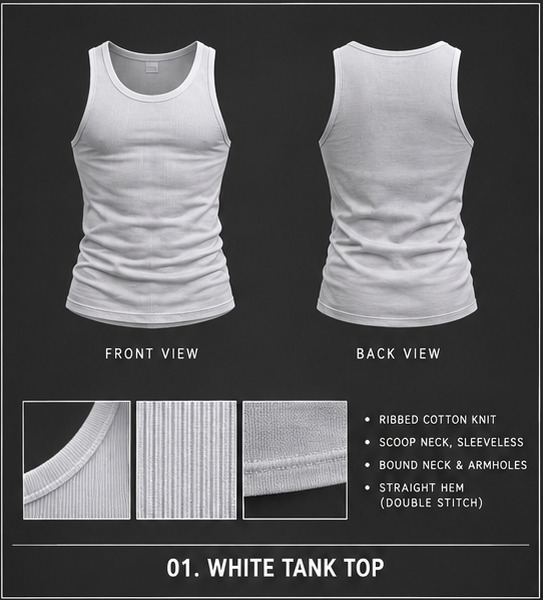 FRONT VIEW
BACK VIEW
• RIBBED COTTON KNIT
• SCOOP NECK, SLEEVELESS
• BOUND NECK & ARMHOLES
• STRAIGHT HEM
(DOUBLE STITCH)
01. WHITE TANK TOP